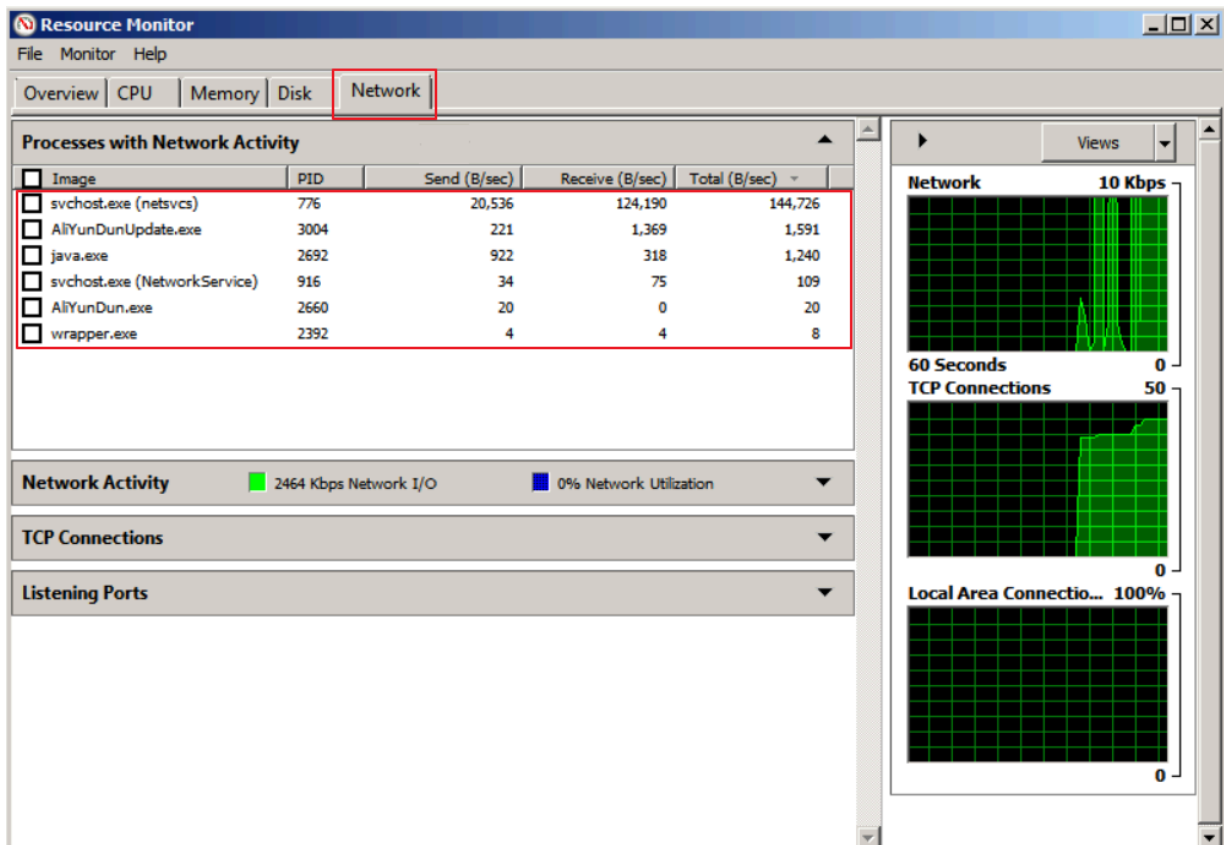 Resource Monitor
File Monitor Help
Overview CPU Memory Disk Network
Processes with Network Activity
Image PID Send (B/sec) Receive (B/sec) Total (B/sec)
svchost.exe (netsvcs) 776 20,536 124,190 144,726
AliYunDunUpdate.exe 3004 221 1,369 1,591
java.exe 2692 922 318 1,240
svchost.exe (NetworkService) 916 34 75 109
AliYunDun.exe 2660 20 0 20
wrapper.exe 2392 4 4 8
Network Activity 2464 Kbps Network I/O 0% Network Utilization
TCP Connections
Listening Ports
Views
Network 10 Kbps
60 Seconds 0
TCP Connections 50
0
Local Area Connectio... 100%
0